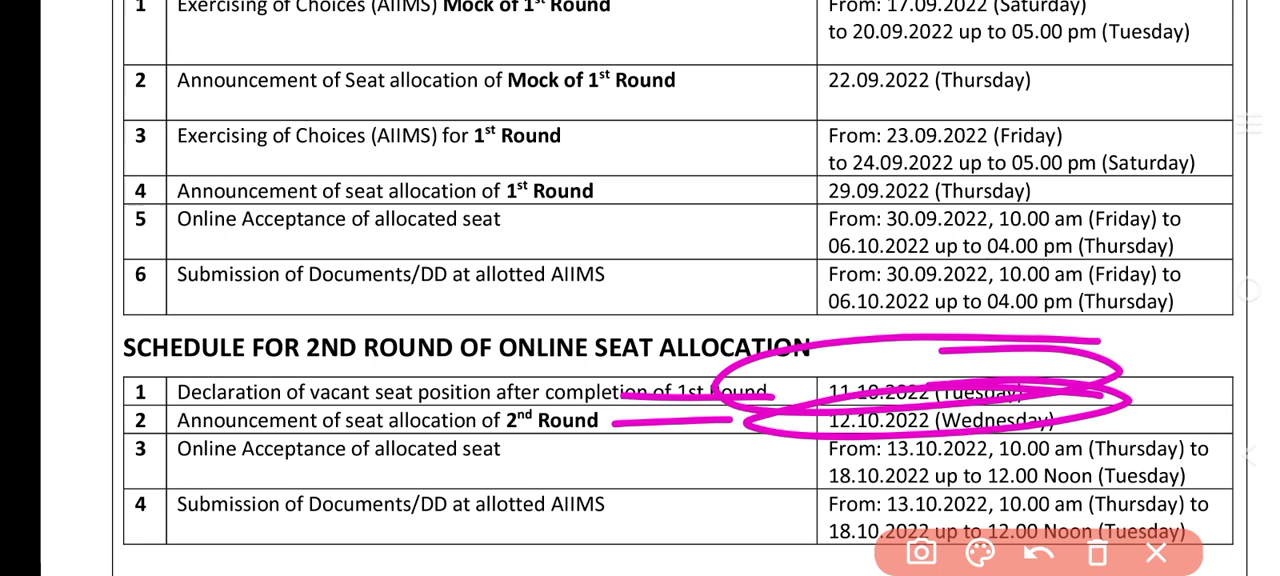 1 Exercising of Choices (AIIMS) Mock of 1st Round From: 17.09.2022 (Saturday)
to 20.09.2022 up to 05.00 pm (Tuesday)
2 Announcement of Seat allocation of Mock of 1st Round 22.09.2022 (Thursday)
3 Exercising of Choices (AIIMS) for 1st Round From: 23.09.2022 (Friday)
to 24.09.2022 up to 05.00 pm (Saturday)
4 Announcement of seat allocation of 1st Round 29.09.2022 (Thursday)
5 Online Acceptance of allocated seat From: 30.09.2022, 10.00 am (Friday) to
06.10.2022 up to 04.00 pm (Thursday)
6 Submission of Documents/DD at allotted AIIMS From: 30.09.2022, 10.00 am (Friday) to
06.10.2022 up to 04.00 pm (Thursday)
SCHEDULE FOR 2ND ROUND OF ONLINE SEAT ALLOCATION
1 Declaration of vacant seat position after completion of 1st Round 11.10.2022 (Tuesday)
2 Announcement of seat allocation of 2nd Round 12.10.2022 (Wednesday)
3 Online Acceptance of allocated seat From: 13.10.2022, 10.00 am (Thursday) to
18.10.2022 up to 12.00 Noon (Tuesday)
4 Submission of Documents/DD at allotted AIIMS From: 13.10.2022, 10.00 am (Thursday) to
18.10.2022 up to 12.00 Noon (Tuesday)